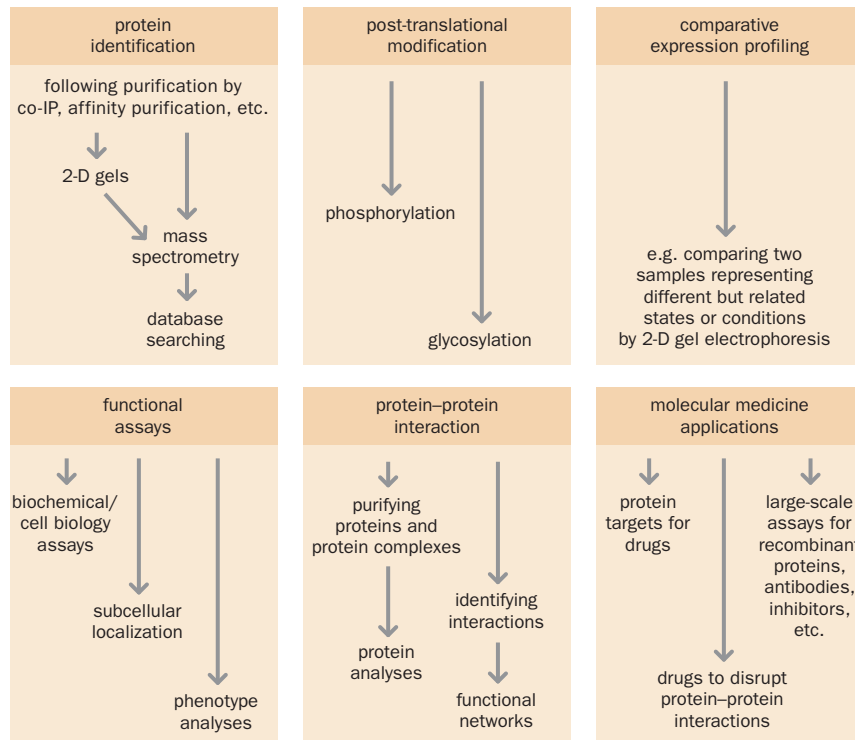 protein
identification
following purification by
co-IP, affinity purification, etc.
2-D gels
mass
spectrometry
database
searching
post-translational
modification
phosphorylation
glycosylation
comparative
expression profiling
e.g. comparing two
samples representing
different but related
states or conditions
by 2-D gel electrophoresis
functional
assays
biochemical/
cell biology
assays
subcellular
localization
phenotype
analyses
protein–protein
interaction
purifying
proteins and
protein complexes
protein
analyses
identifying
interactions
functional
networks
molecular medicine
applications
protein
targets for
drugs
drugs to disrupt
protein–protein
interactions
large-scale
assays for
recombinant
proteins,
antibodies,
inhibitors,
etc.